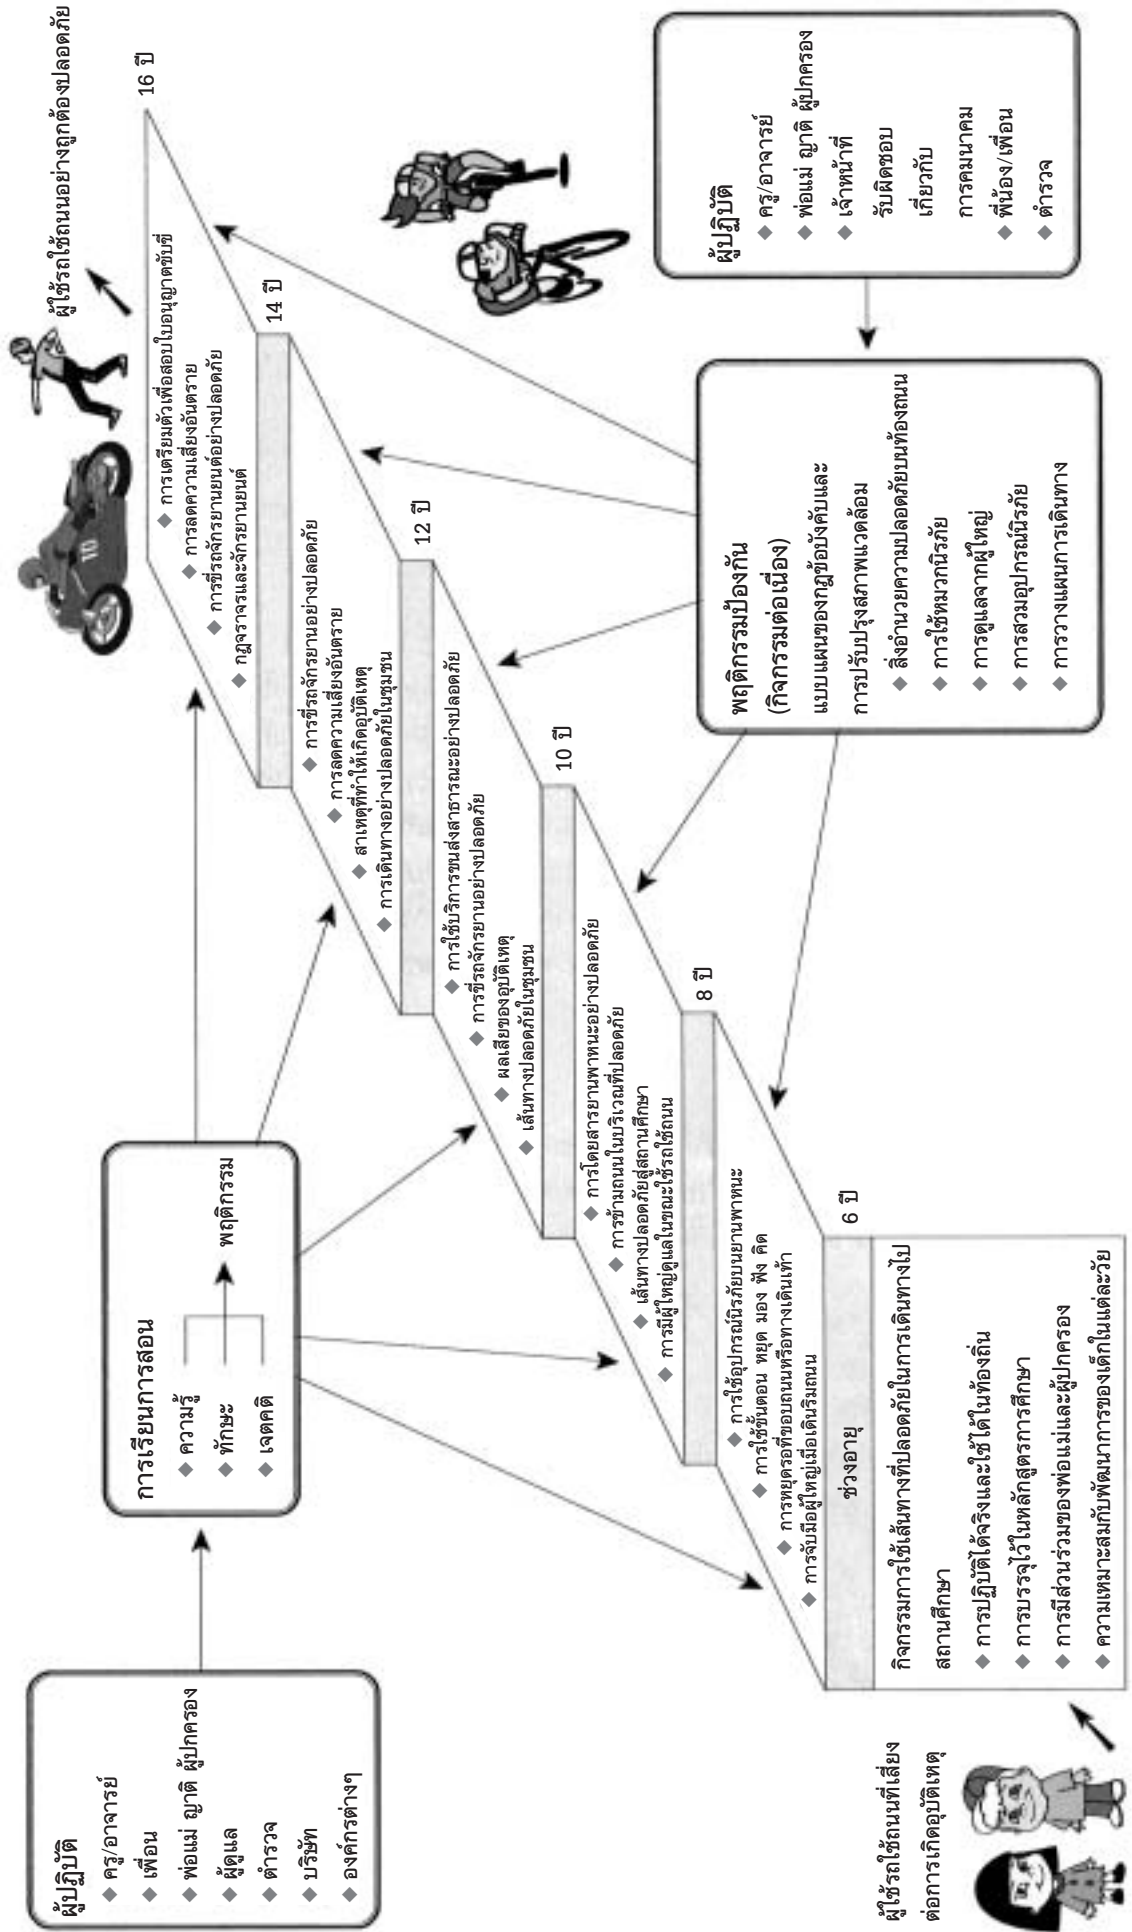 ผู้ปฏิบัติ
◆ ครู/อาจารย์
◆ เพื่อน
◆ พ่อแม่ ญาติ ผู้ปกครอง
◆ ผู้ดูแล
◆ ตำรวจ
◆ บริษัท
◆ องค์กรต่างๆ
การเรียนการสอน
◆ ความรู้
◆ ทักษะ
◆ เจตคติ
พฤติกรรม
ผู้ใช้รถใช้ถนนอย่างถูกต้องปลอดภัย
16 ปี
◆ การเตรียมตัวเพื่อสอบใบอนุญาตขับขี่
◆ การลดความเสี่ยงอันตราย
◆ การขี่รถจักรยานยนต์อย่างปลอดภัย
◆ กฎจราจรและจักรยานยนต์
14 ปี
◆ การขี่รถจักรยานอย่างปลอดภัย
◆ การลดความเสี่ยงอันตราย
◆ สาเหตุที่ทำให้เกิดอุบัติเหตุ
◆ การเดินทางอย่างปลอดภัยในชุมชน
12 ปี
◆ การใช้บริการขนส่งสาธารณะอย่างปลอดภัย
◆ การขี่รถจักรยานอย่างปลอดภัย
◆ ผลเสียของอุบัติเหตุ
◆ เส้นทางปลอดภัยในชุมชน
10 ปี
◆ การโดยสารยานพาหนะอย่างปลอดภัย
◆ การข้ามถนนในบริเวณที่ปลอดภัย
◆ เส้นทางปลอดภัยสู่สถานศึกษา
◆ การมีผู้ใหญ่ดูแลในขณะใช้รถใช้ถนน
8 ปี
◆ การใช้อุปกรณ์นิรภัยบนยานพาหนะ
◆ การใช้ขั้นตอน หยุด มอง ฟัง คิด
◆ การหยุดรอที่ขอบถนนหรือทางเดินเท้า
◆ การจับมือผู้ใหญ่เมื่อเดินริมถนน
ช่วงอายุ
6 ปี
กิจกรรมการใช้เส้นทางที่ปลอดภัยในการเดินทางไป
สถานศึกษา
◆ การปฏิบัติได้จริงและใช้ได้ในท้องถิ่น
◆ การบรรจุไว้ในหลักสูตรการศึกษา
◆ การมีส่วนร่วมของพ่อแม่และผู้ปกครอง
◆ ความเหมาะสมกับพัฒนาการของเด็กในแต่ละวัย
ผู้ใช้รถใช้ถนนที่เสี่ยง
ต่อการเกิดอุบัติเหตุ
พฤติกรรมป้องกัน
(กิจกรรมต่อเนื่อง)
แบบแผนของกฎข้อบังคับและ
การปรับปรุงสภาพแวดล้อม
◆ สิ่งอำนวยความปลอดภัยบนท้องถนน
◆ การใช้หมวกนิรภัย
◆ การดูแลจากผู้ใหญ่
◆ การสวมอุปกรณ์นิรภัย
◆ การวางแผนการเดินทาง
ผู้ปฏิบัติ
◆ ครู/อาจารย์
◆ พ่อแม่ ญาติ ผู้ปกครอง
◆ เจ้าหน้าที่
รับผิดชอบ
เกี่ยวกับ
การคมนาคม
◆ พี่น้อง/เพื่อน
◆ ตำรวจ
10